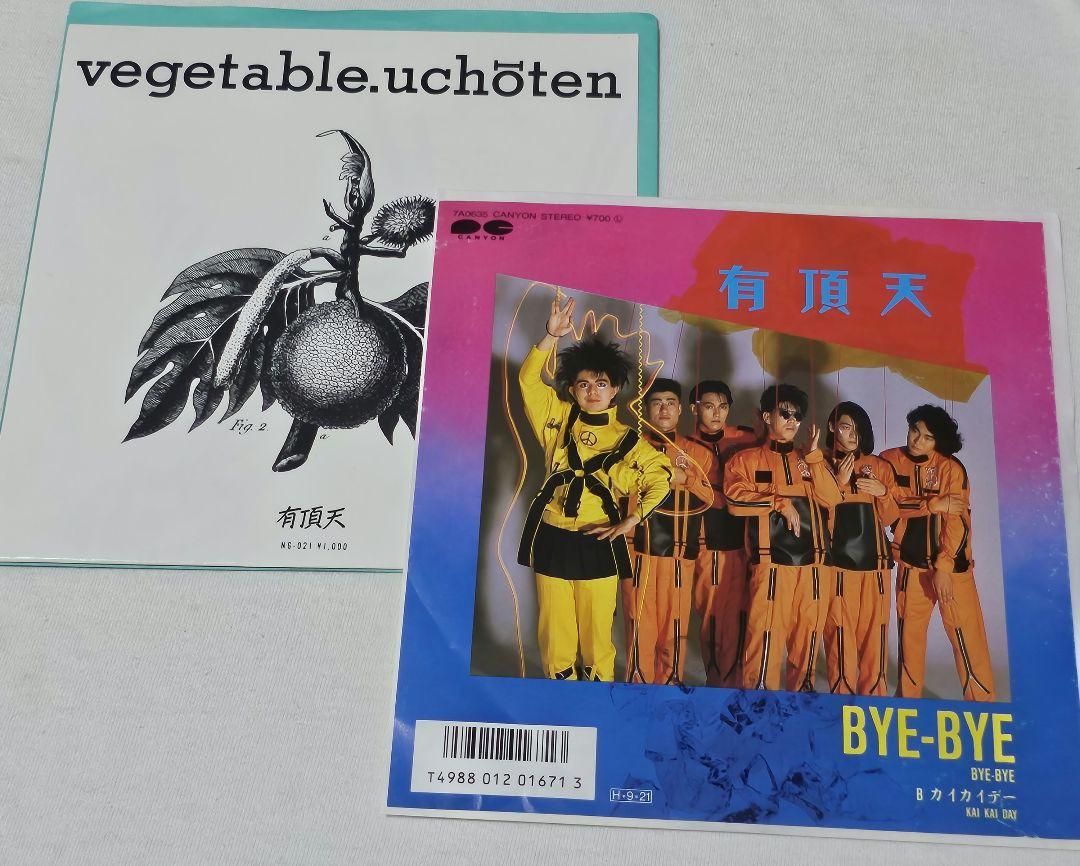 vegetable.uchōten
a
a
Fig. 2.
a
有頂天
NG-021 ¥1,000
7A0635 CANYON STEREO ¥700 Ⓛ
PC
CANYON
有頂天
BYE-BYE
BYE-BYE
B カイカイデー
KAI KAI DAY
T4988 012 01671 3
H・9・21